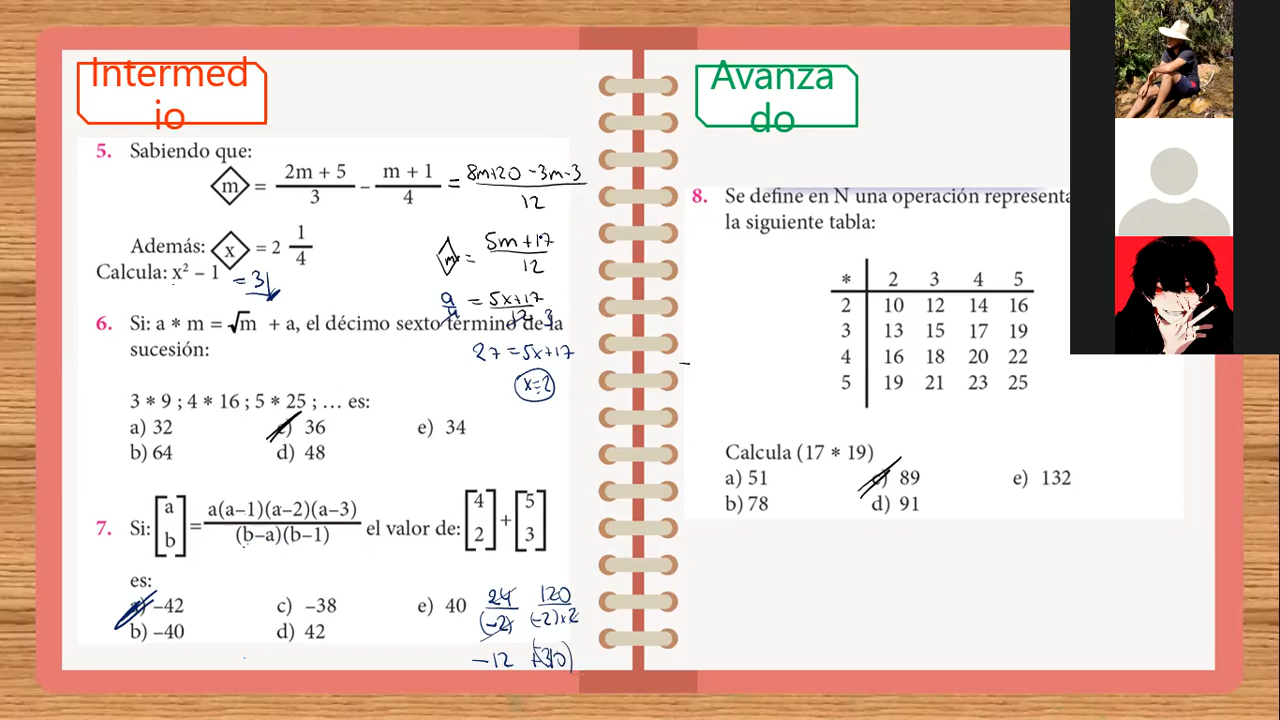 Intermed
io
5. Sabiendo que:
m = 2m + 5 / 3 – m + 1 / 4 = 8m+20 -3m-3 / 12
Además: x = 2 1/4
m = 5m+17 / 12
Calcula: x² – 1 = 3
= 5x+17 / 12
27 = 5x+17
x=2
6. Si: a * m = √m + a, el décimo sexto término de la
sucesión:
3 * 9 ; 4 * 16 ; 5 * 25 ; … es:
a) 32 c) 36 e) 34
b) 64 d) 48
7. Si: [a b] = a(a–1)(a–2)(a–3) / (b–a)(b–1) el valor de: [4 2] + [5 3]
es:
a) –42 c) –38 e) 40
b) –40 d) 42
24 / (-2) 120 / (-2)x2
-12
Avanza
do
8. Se define en N una operación representa
la siguiente tabla:
* 2 3 4 5
2 10 12 14 16
3 13 15 17 19
4 16 18 20 22
5 19 21 23 25
Calcula (17 * 19)
a) 51 c) 89 e) 132
b) 78 d) 91